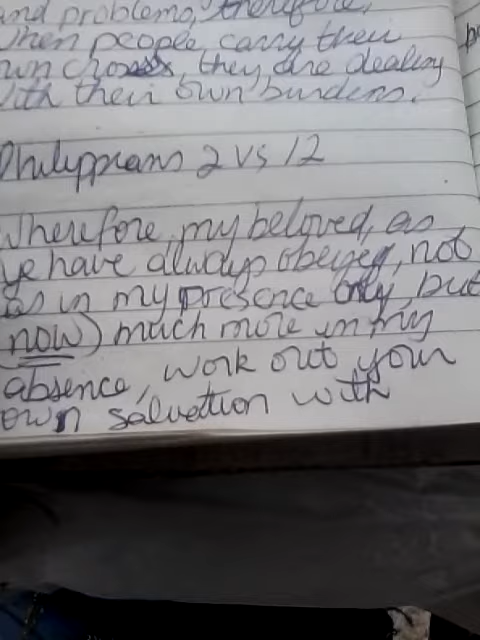 and problems, therefore,
when people carry their
own crosses, they are dealing
with their own burdens.
Philippians 2 vs 12
Wherefore, my beloved, as
ye have always obeyed, not
as in my presence only, but
now) much more in my
absence, work out your
own salvation with